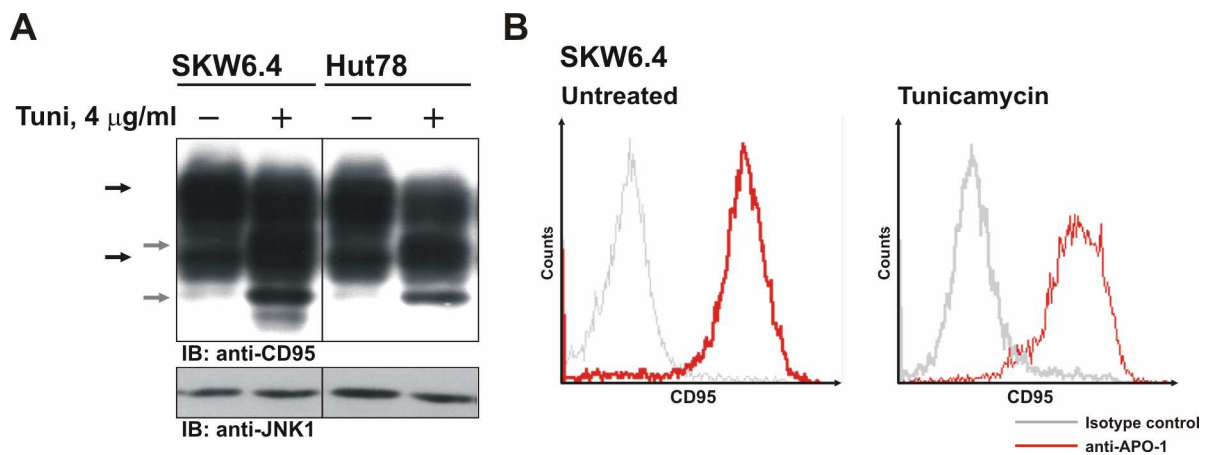 A
SKW6.4 Hut78
Tuni, 4 μg/ml − + − +
IB: anti-CD95
IB: anti-JNK1
B
SKW6.4
Untreated
Counts
CD95
Tunicamycin
Counts
CD95
Isotype control
anti-APO-1